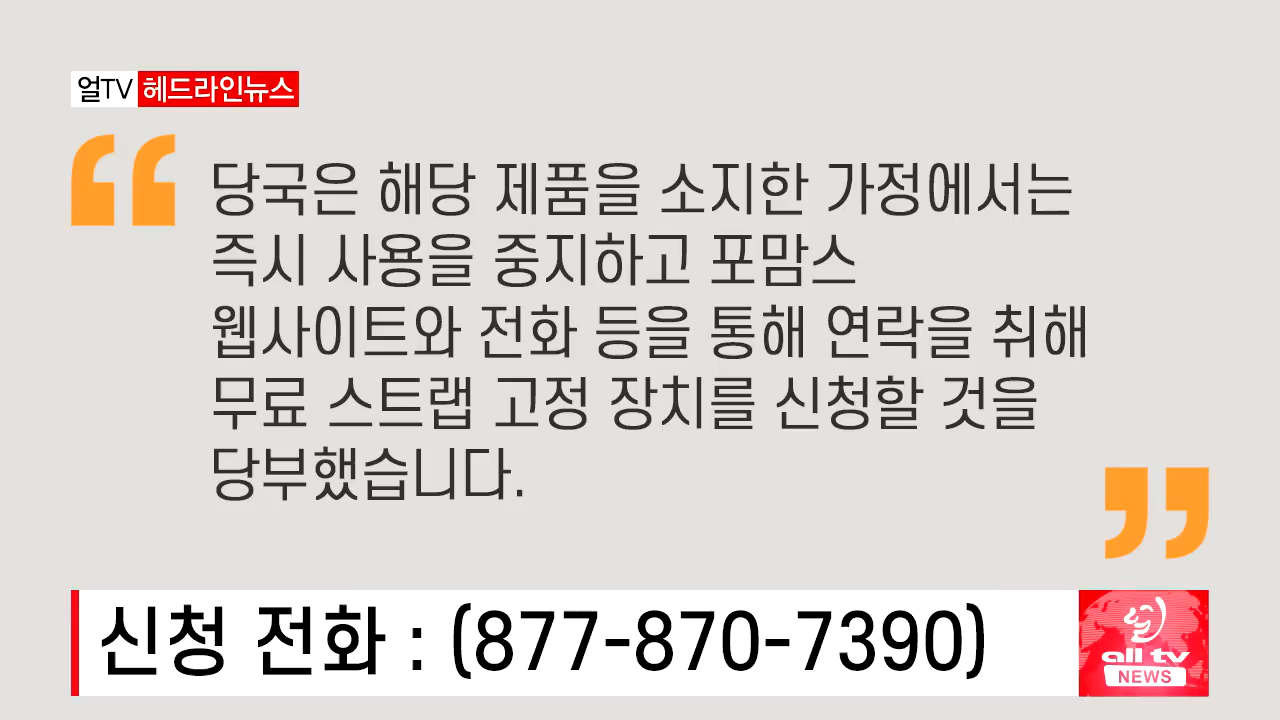 얼TV 헤드라인뉴스
당국은 해당 제품을 소지한 가정에서는
즉시 사용을 중지하고 포맘스
웹사이트와 전화 등을 통해 연락을 취해
무료 스트랩 고정 장치를 신청할 것을
당부했습니다.
신청 전화 : (877-870-7390)
all tv
NEWS